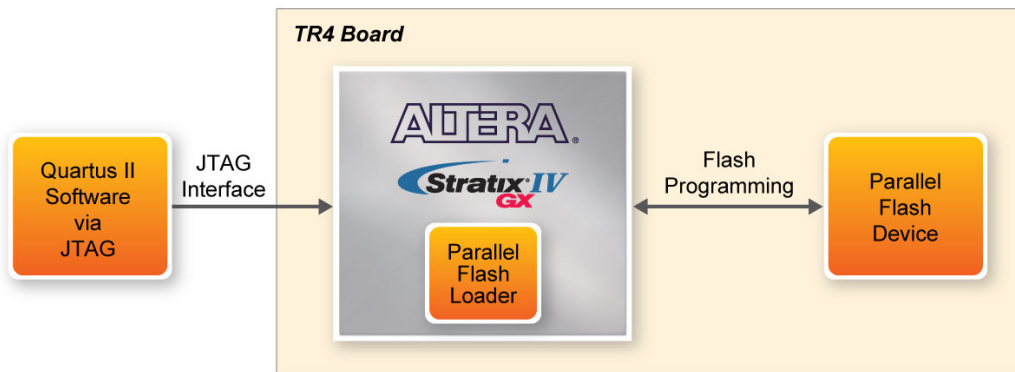 TR4 Board
Quartus II
Software
via
JTAG
JTAG
Interface
ALTERA®
Stratix® IV
GX
Parallel
Flash
Loader
Flash
Programming
Parallel
Flash
Device